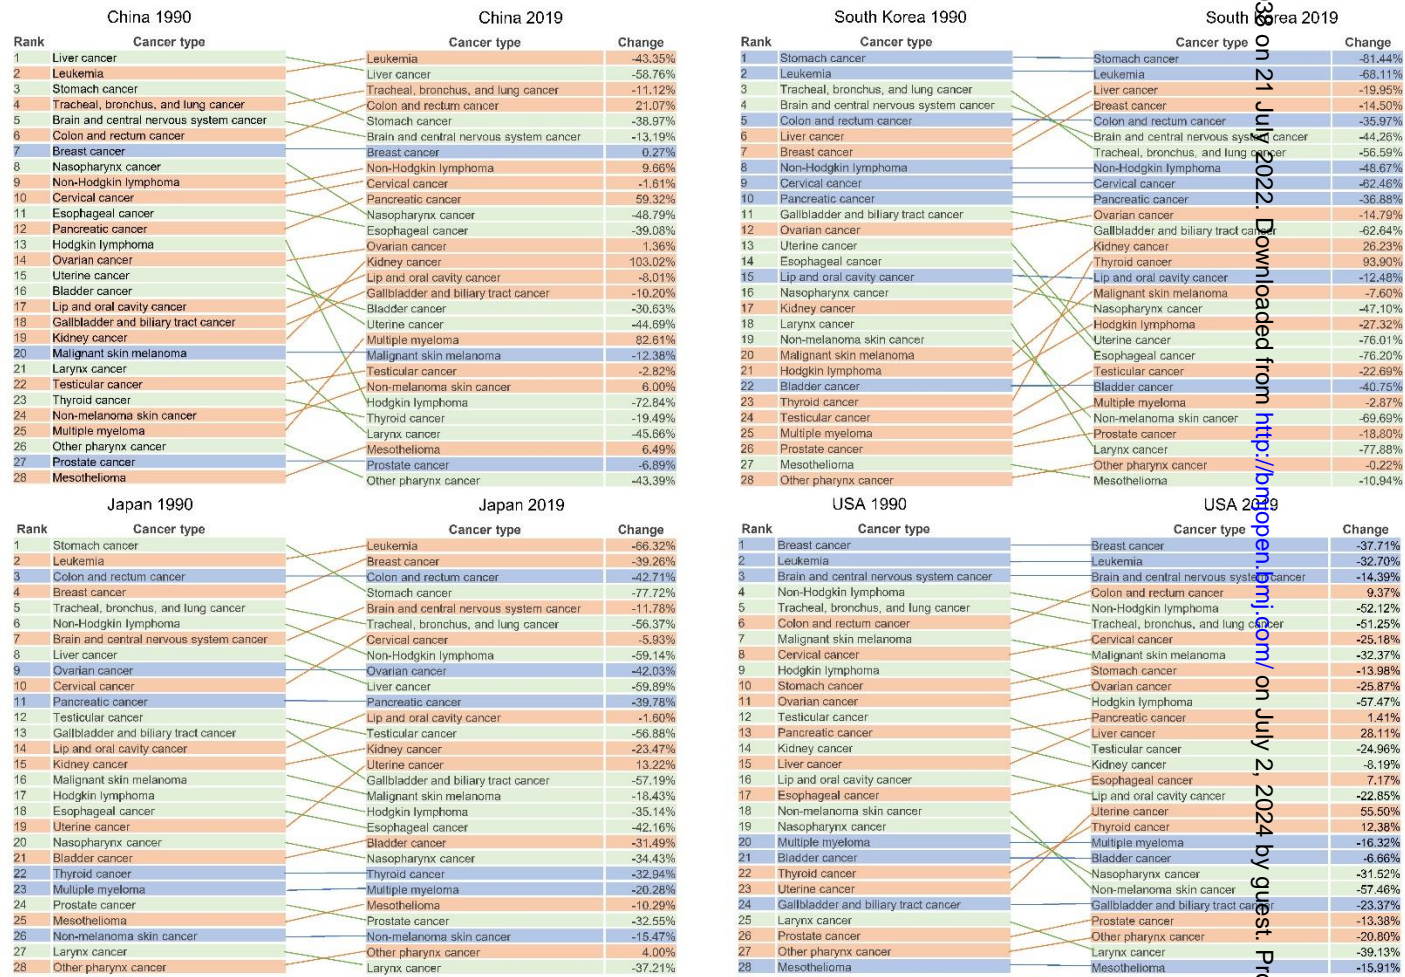 China 1990 China 2019
Rank Cancer type Cancer type Change
1 Liver cancer Leukemia -43.35%
2 Leukemia Liver cancer -58.76%
3 Stomach cancer Tracheal, bronchus, and lung cancer -11.12%
4 Tracheal, bronchus, and lung cancer Colon and rectum cancer 21.07%
5 Brain and central nervous system cancer Stomach cancer -38.97%
6 Colon and rectum cancer Brain and central nervous system cancer -13.19%
7 Breast cancer Breast cancer 0.27%
8 Nasopharynx cancer Non-Hodgkin lymphoma 9.66%
9 Non-Hodgkin lymphoma Cervical cancer -1.61%
10 Cervical cancer Pancreatic cancer 59.32%
11 Esophageal cancer Nasopharynx cancer -48.79%
12 Pancreatic cancer Esophageal cancer -39.08%
13 Hodgkin lymphoma Ovarian cancer 1.36%
14 Ovarian cancer Kidney cancer 103.02%
15 Uterine cancer Lip and oral cavity cancer -8.01%
16 Bladder cancer Gallbladder and biliary tract cancer -10.20%
17 Lip and oral cavity cancer Bladder cancer -30.63%
18 Gallbladder and biliary tract cancer Uterine cancer -44.69%
19 Kidney cancer Multiple myeloma 82.61%
20 Malignant skin melanoma Malignant skin melanoma -12.38%
21 Larynx cancer Testicular cancer -2.82%
22 Testicular cancer Non-melanoma skin cancer 6.00%
23 Thyroid cancer Hodgkin lymphoma -72.84%
24 Non-melanoma skin cancer Thyroid cancer -19.49%
25 Multiple myeloma Larynx cancer -45.66%
26 Other pharynx cancer Mesothelioma 6.49%
27 Prostate cancer Prostate cancer -6.89%
28 Mesothelioma Other pharynx cancer -43.39%
South Korea 1990 South Korea 2019
Rank Cancer type Cancer type Change
1 Stomach cancer Stomach cancer -81.44%
2 Leukemia Leukemia -68.11%
3 Tracheal, bronchus, and lung cancer Liver cancer -19.95%
4 Brain and central nervous system cancer Breast cancer -14.50%
5 Colon and rectum cancer Colon and rectum cancer -35.97%
6 Liver cancer Brain and central nervous system cancer -44.26%
7 Breast cancer Tracheal, bronchus, and lung cancer -56.59%
8 Non-Hodgkin lymphoma Non-Hodgkin lymphoma -48.67%
9 Cervical cancer Cervical cancer -62.46%
10 Pancreatic cancer Pancreatic cancer -36.88%
11 Gallbladder and biliary tract cancer Ovarian cancer -14.79%
12 Ovarian cancer Gallbladder and biliary tract cancer -62.64%
13 Uterine cancer Kidney cancer 26.23%
14 Esophageal cancer Thyroid cancer 93.90%
15 Lip and oral cavity cancer Lip and oral cavity cancer -12.48%
16 Nasopharynx cancer Malignant skin melanoma -7.60%
17 Kidney cancer Nasopharynx cancer -47.10%
18 Larynx cancer Hodgkin lymphoma -27.32%
19 Non-melanoma skin cancer Uterine cancer -76.01%
20 Malignant skin melanoma Esophageal cancer -76.20%
21 Hodgkin lymphoma Testicular cancer -22.69%
22 Bladder cancer Bladder cancer -40.75%
23 Thyroid cancer Multiple myeloma -2.87%
24 Testicular cancer Non-melanoma skin cancer -69.69%
25 Multiple myeloma Prostate cancer -18.80%
26 Prostate cancer Larynx cancer -77.88%
27 Mesothelioma Other pharynx cancer -0.22%
28 Other pharynx cancer Mesothelioma -10.94%
Japan 1990 Japan 2019
Rank Cancer type Cancer type Change
1 Stomach cancer Leukemia -66.32%
2 Leukemia Breast cancer -39.26%
3 Colon and rectum cancer Colon and rectum cancer -42.71%
4 Breast cancer Stomach cancer -77.72%
5 Tracheal, bronchus, and lung cancer Brain and central nervous system cancer -11.78%
6 Non-Hodgkin lymphoma Tracheal, bronchus, and lung cancer -56.37%
7 Brain and central nervous system cancer Cervical cancer -5.93%
8 Liver cancer Non-Hodgkin lymphoma -59.14%
9 Ovarian cancer Ovarian cancer -42.03%
10 Cervical cancer Liver cancer -59.89%
11 Pancreatic cancer Pancreatic cancer -39.78%
12 Testicular cancer Lip and oral cavity cancer -1.60%
13 Gallbladder and biliary tract cancer Testicular cancer -56.88%
14 Lip and oral cavity cancer Kidney cancer -23.47%
15 Kidney cancer Uterine cancer 13.22%
16 Malignant skin melanoma Gallbladder and biliary tract cancer -57.19%
17 Hodgkin lymphoma Malignant skin melanoma -18.43%
18 Esophageal cancer Hodgkin lymphoma -35.14%
19 Uterine cancer Esophageal cancer -42.16%
20 Nasopharynx cancer Bladder cancer -31.49%
21 Bladder cancer Nasopharynx cancer -34.43%
22 Thyroid cancer Thyroid cancer -32.94%
23 Multiple myeloma Multiple myeloma -20.28%
24 Prostate cancer Mesothelioma -10.29%
25 Mesothelioma Prostate cancer -32.55%
26 Non-melanoma skin cancer Non-melanoma skin cancer -15.47%
27 Larynx cancer Other pharynx cancer 4.00%
28 Other pharynx cancer Larynx cancer -37.21%
USA 1990 USA 2019
Rank Cancer type Cancer type Change
1 Breast cancer Breast cancer -37.71%
2 Leukemia Leukemia -32.70%
3 Brain and central nervous system cancer Brain and central nervous system cancer -14.39%
4 Non-Hodgkin lymphoma Colon and rectum cancer 9.37%
5 Tracheal, bronchus, and lung cancer Non-Hodgkin lymphoma -52.12%
6 Colon and rectum cancer Tracheal, bronchus, and lung cancer -51.25%
7 Malignant skin melanoma Cervical cancer -25.18%
8 Cervical cancer Malignant skin melanoma -32.37%
9 Hodgkin lymphoma Stomach cancer -13.98%
10 Stomach cancer Ovarian cancer -25.87%
11 Ovarian cancer Hodgkin lymphoma -57.47%
12 Testicular cancer Pancreatic cancer 1.41%
13 Pancreatic cancer Liver cancer 28.11%
14 Kidney cancer Testicular cancer -24.96%
15 Liver cancer Kidney cancer -8.19%
16 Lip and oral cavity cancer Esophageal cancer 7.17%
17 Esophageal cancer Lip and oral cavity cancer -22.85%
18 Non-melanoma skin cancer Uterine cancer 55.50%
19 Nasopharynx cancer Thyroid cancer 12.38%
20 Multiple myeloma Multiple myeloma -16.32%
21 Bladder cancer Bladder cancer -6.66%
22 Thyroid cancer Nasopharynx cancer -31.52%
23 Uterine cancer Non-melanoma skin cancer -57.46%
24 Gallbladder and biliary tract cancer Gallbladder and biliary tract cancer -23.37%
25 Larynx cancer Prostate cancer -13.38%
26 Prostate cancer Other pharynx cancer -20.80%
27 Other pharynx cancer Larynx cancer -39.13%
28 Mesothelioma Mesothelioma -15.91%
38 on 21 July 2022. Downloaded from http://bmjopen.bmj.com/ on July 2, 2024 by guest.